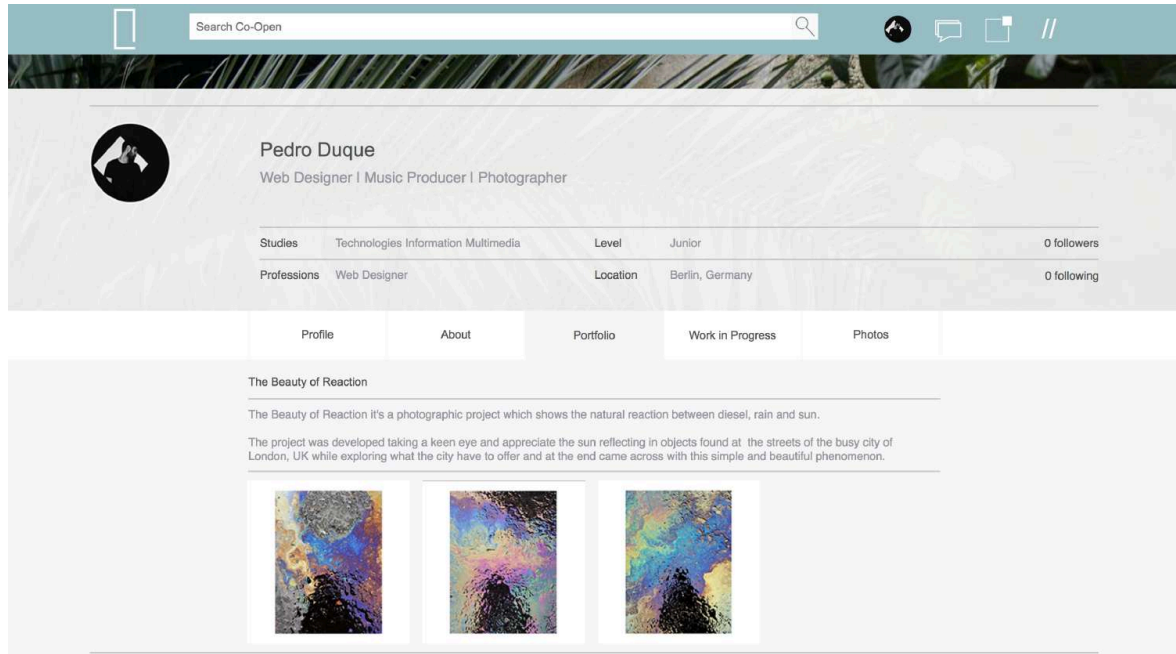 Search Co-Open
//
Pedro Duque
Web Designer I Music Producer I Photographer
Studies Technologies Information Multimedia Level Junior 0 followers
Professions Web Designer Location Berlin, Germany 0 following
Profile About Portfolio Work in Progress Photos
The Beauty of Reaction
The Beauty of Reaction it's a photographic project which shows the natural reaction between diesel, rain and sun.
The project was developed taking a keen eye and appreciate the sun reflecting in objects found at the streets of the busy city of
London, UK while exploring what the city have to offer and at the end came across with this simple and beautiful phenomenon.